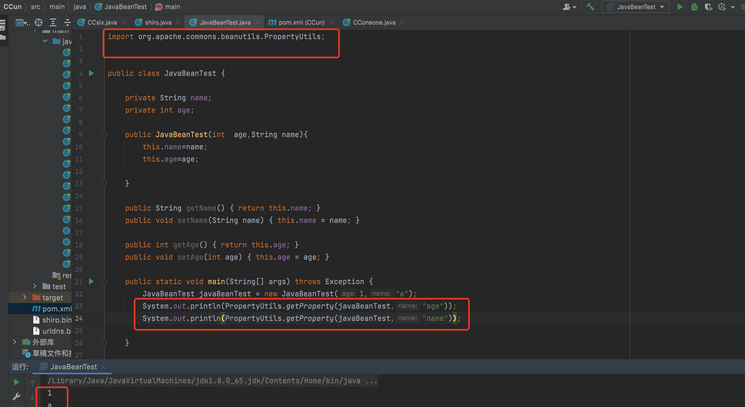 CCun src main java JavaBeanTest main JavaBeanTest
CCsix.java shiro.java JavaBeanTest.java pom.xml (CCun) CConeone.java
main
jav
res
test
target
pom.xml
shiro.bin
urldns.b
外部库
1 import org.apache.commons.beanutils.PropertyUtils;
2
3
4 public class JavaBeanTest {
5
6 private String name;
7 private int age;
8
9 public JavaBeanTest(int age,String name){
10 this.name=name;
11 this.age=age;
12
13 }
14
15 public String getName() { return this.name; }
16 public void setName(String name) { this.name = name; }
17
18 public int getAge() { return this.age; }
19 public void setAge(int age) { this.age = age; }
20
21 public static void main(String[] args) throws Exception {
22 JavaBeanTest javaBeanTest = new JavaBeanTest( age: 1, name: "a");
23 System.out.println(PropertyUtils.getProperty(javaBeanTest, name: "age"));
24 System.out.println(PropertyUtils.getProperty(javaBeanTest, name: "name"));
25
26 }
27
运行: JavaBeanTest
/Library/Java/JavaVirtualMachines/jdk1.8.0_65.jdk/Contents/Home/bin/java ...
1
a